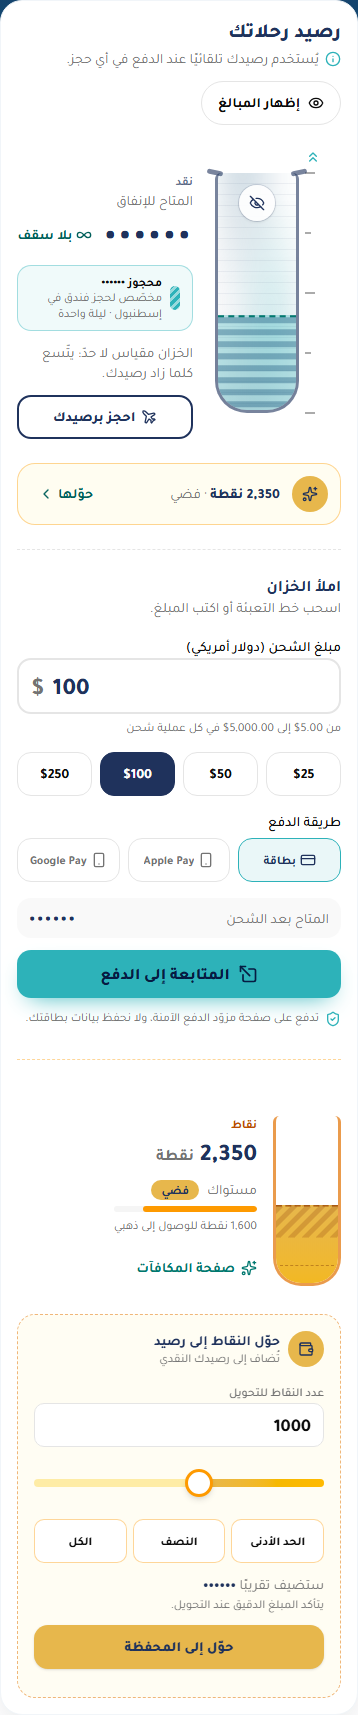 رصيد رحلاتك
يُستخدم رصيدك تلقائيًا عند الدفع في أي حجز.
إظهار المبالغ
نقد
المتاح للإنفاق
•••••• ∞ بلا سقف
محجوز ••••••
مخصّص لحجز فندق في
إسطنبول · ليلة واحدة
الخزان مقياس لا حدّ: يتّسع
كلما زاد رصيدك.
احجز برصيدك
2,350 نقطة · فضي
حوّلها
املأ الخزان
اسحب خط التعبئة أو اكتب المبلغ.
مبلغ الشحن (دولار أمريكي)
$ 100
من $5.00 إلى $5,000.00 في كل عملية شحن
$25
$50
$100
$250
طريقة الدفع
بطاقة
Apple Pay
Google Pay
المتاح بعد الشحن ••••••
المتابعة إلى الدفع
تدفع على صفحة مزوّد الدفع الآمنة، ولا نحفظ بيانات بطاقتك.
نقاط
2,350 نقطة
مستواك فضي
1,600 نقطة للوصول إلى ذهبي
صفحة المكافآت
حوّل النقاط إلى رصيد
تُضاف إلى رصيدك النقدي
عدد النقاط للتحويل
1000
الحد الأدنى
النصف
الكل
ستضيف تقريبًا ••••••
يتأكد المبلغ الدقيق عند التحويل.
حوّل إلى المحفظة